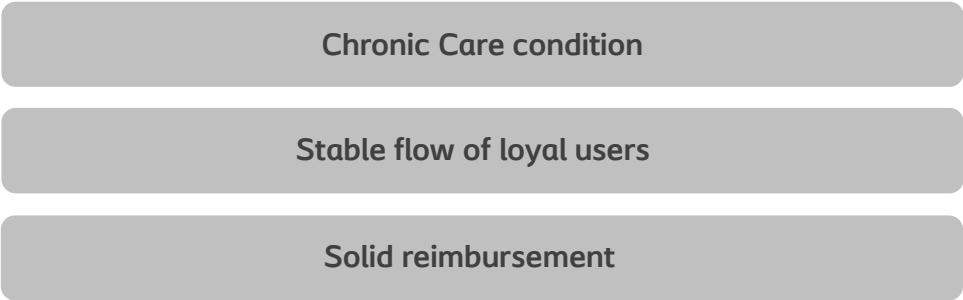 Chronic Care condition
Stable flow of loyal users
Solid reimbursement